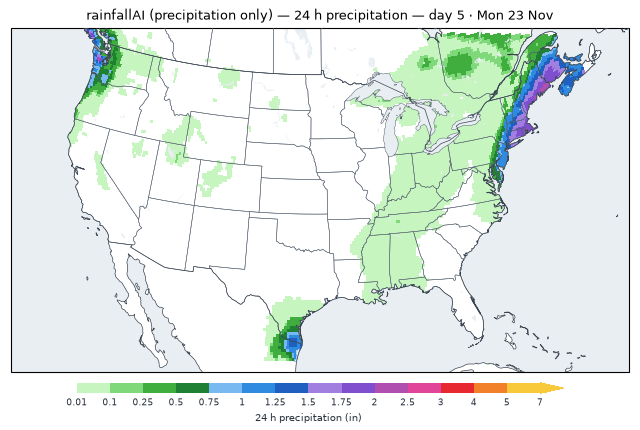 rainfallAI (precipitation only) — 24 h precipitation — day 5 · Mon 23 Nov
0.01 0.1 0.25 0.5 0.75 1 1.25 1.5 1.75 2 2.5 3 4 5 7
24 h precipitation (in)